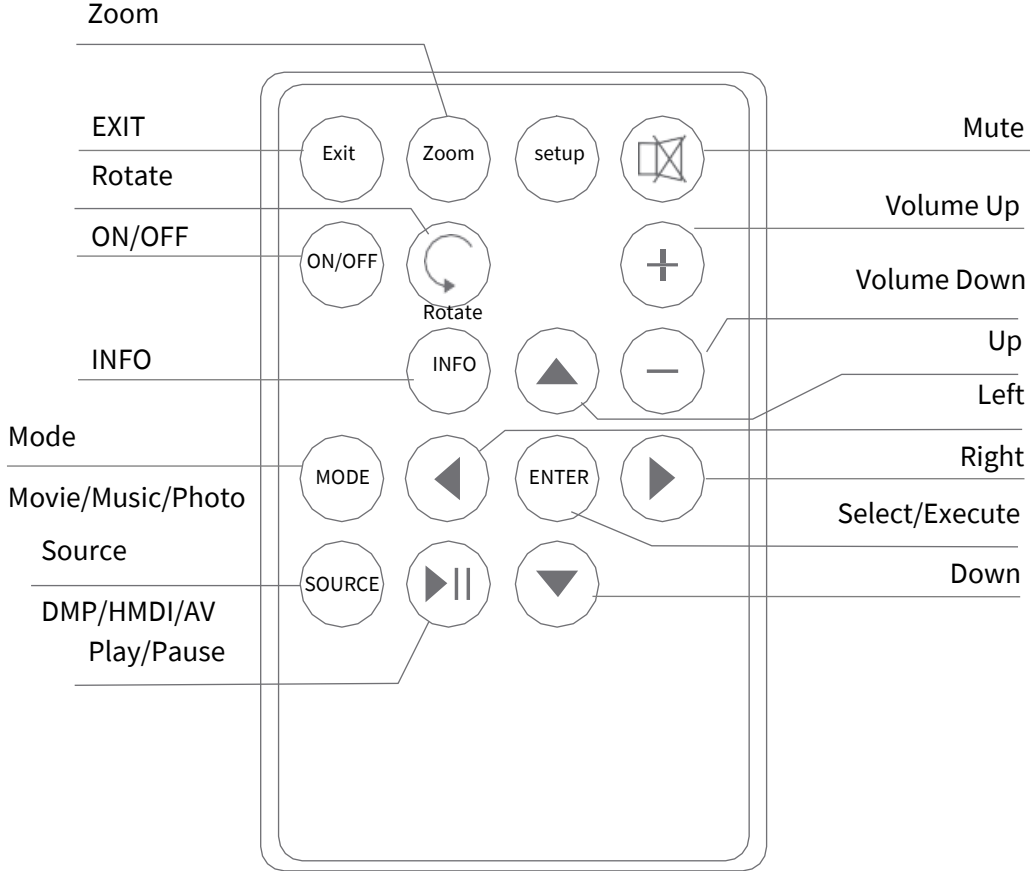 Zoom
EXIT
Exit
Zoom
setup
Mute
Rotate
Volume Up
ON/OFF
ON/OFF
Rotate
Volume Down
INFO
INFO
Up
Left
Mode
MODE
ENTER
Right
Movie/Music/Photo
Select/Execute
Source
SOURCE
Down
DMP/HMDI/AV
Play/Pause